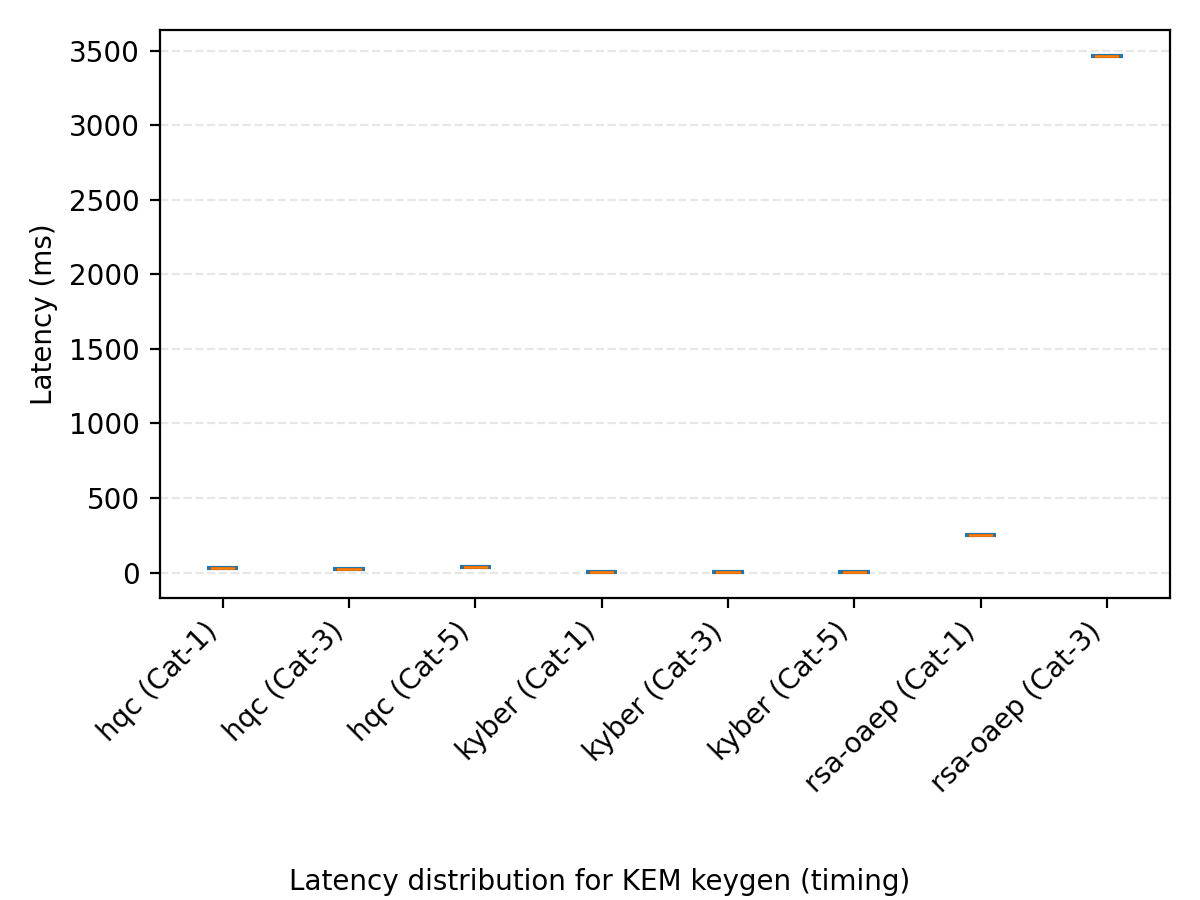 3500
3000
2500
2000
1500
1000
500
0
Latency (ms)
hqc (Cat-1)
hqc (Cat-3)
hqc (Cat-5)
kyber (Cat-1)
kyber (Cat-3)
kyber (Cat-5)
rsa-oaep (Cat-1)
rsa-oaep (Cat-3)
Latency distribution for KEM keygen (timing)